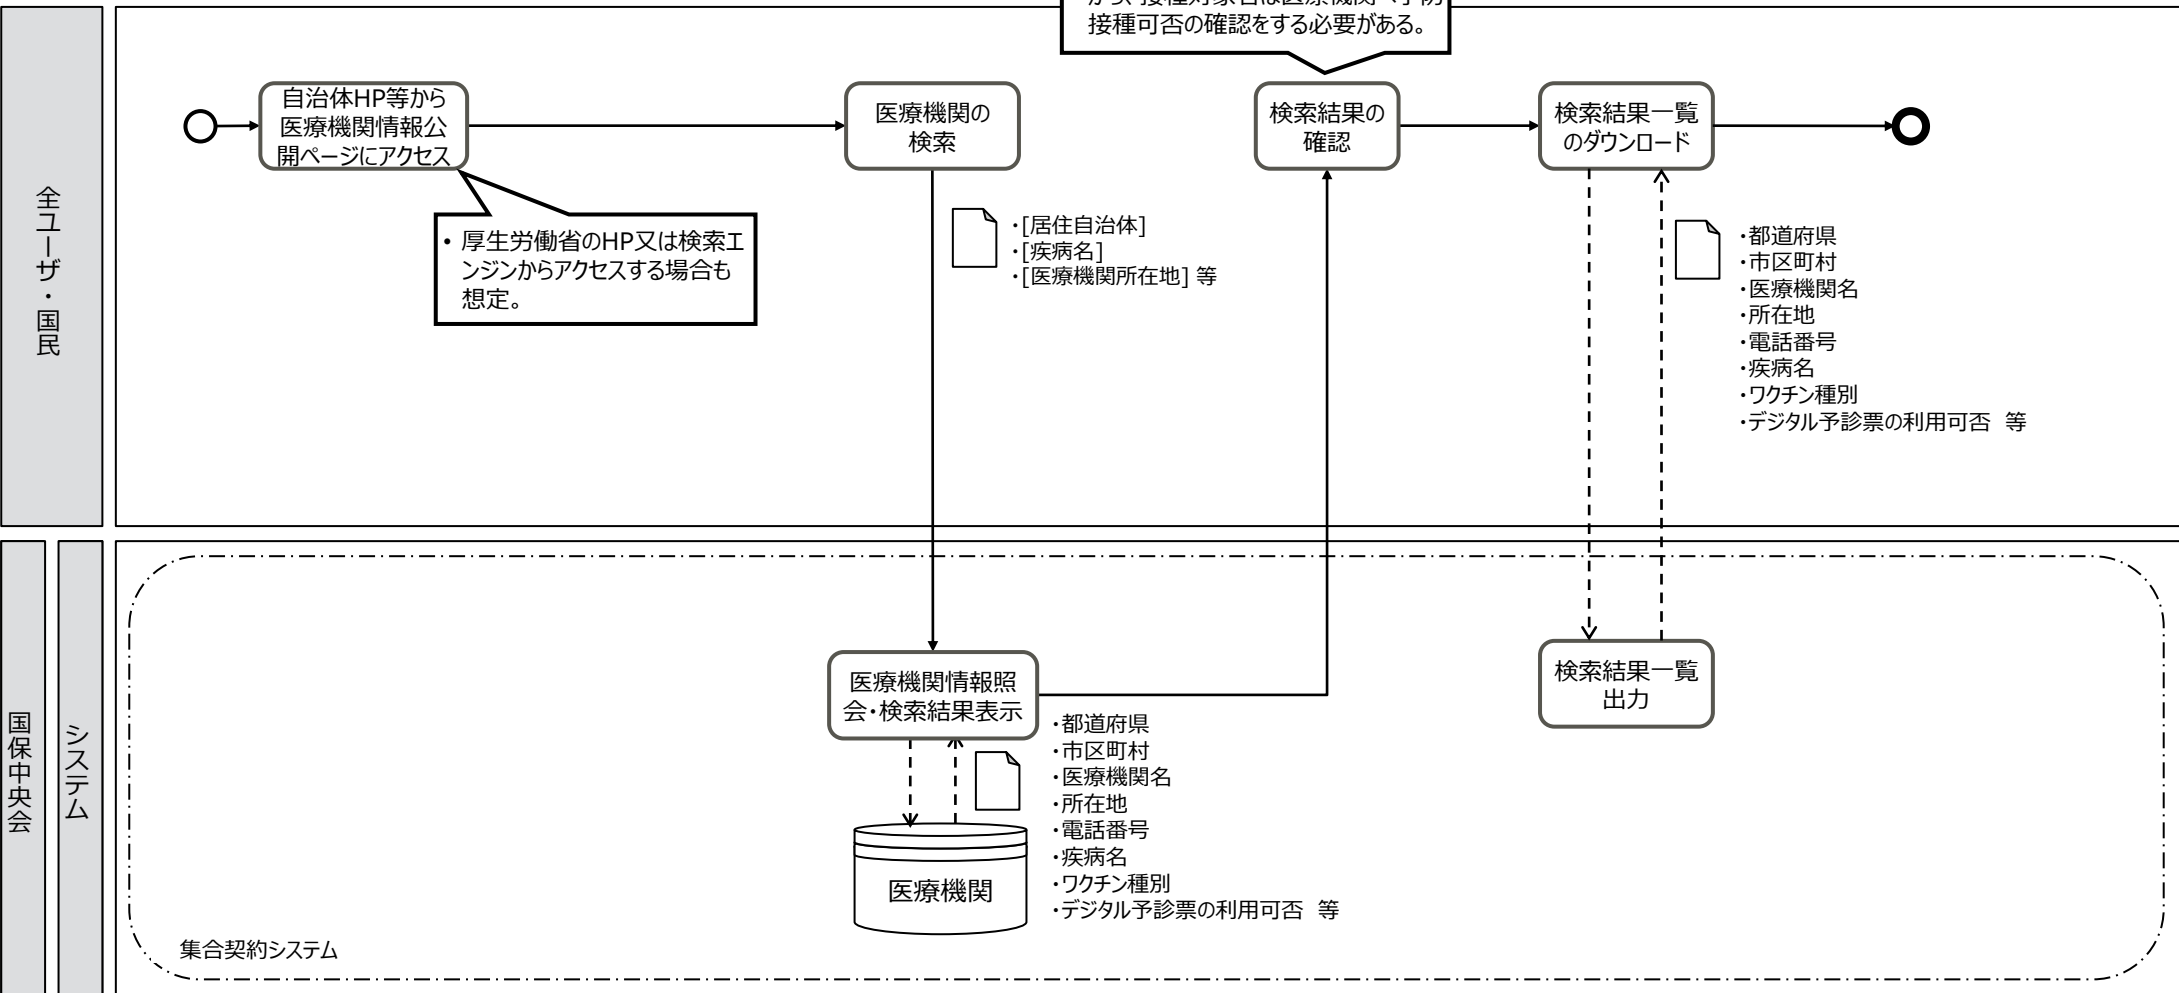 接種可否の確認をする必要がある。
自治体HP等から
医療機関情報公
開ページにアクセス
医療機関の
検索
検索結果の
確認
検索結果一覧
のダウンロード
• 厚生労働省のHP又は検索エ
ンジンからアクセスする場合も
想定。
・[居住自治体]
・[疾病名]
・[医療機関所在地] 等
・都道府県
・市区町村
・医療機関名
・所在地
・電話番号
・疾病名
・ワクチン種別
・デジタル予診票の利用可否 等
全ユーザ・国民
国保中央会
システム
医療機関情報照
会・検索結果表示
検索結果一覧
出力
・都道府県
・市区町村
・医療機関名
・所在地
・電話番号
・疾病名
・ワクチン種別
・デジタル予診票の利用可否 等
医療機関
集合契約システム